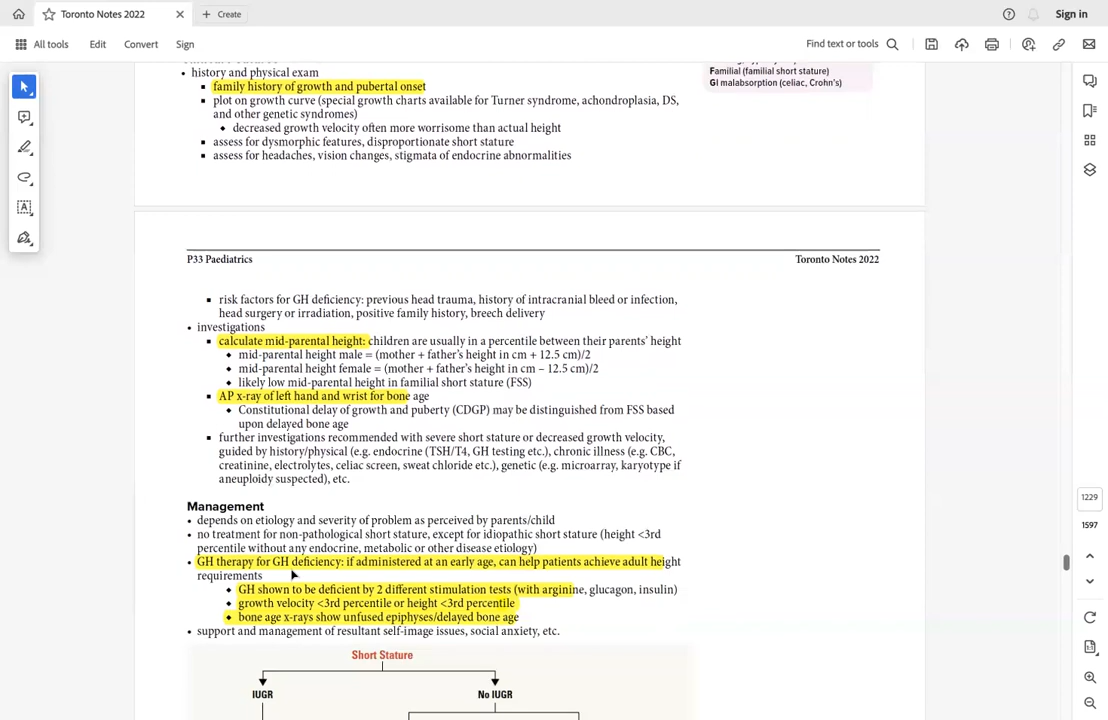 Toronto Notes 2022
Create
Sign in
All tools
Edit
Convert
Sign
Find text or tools
• history and physical exam
▪ family history of growth and pubertal onset
▪ plot on growth curve (special growth charts available for Turner syndrome, achondroplasia, DS,
and other genetic syndromes)
◆ decreased growth velocity often more worrisome than actual height
▪ assess for dysmorphic features, disproportionate short stature
▪ assess for headaches, vision changes, stigmata of endocrine abnormalities
Familial (familial short stature)
GI malabsorption (celiac, Crohn's)
P33 Paediatrics
Toronto Notes 2022
▪ risk factors for GH deficiency: previous head trauma, history of intracranial bleed or infection,
head surgery or irradiation, positive family history, breech delivery
• investigations
▪ calculate mid-parental height: children are usually in a percentile between their parents' height
◆ mid-parental height male = (mother + father's height in cm + 12.5 cm)/2
◆ mid-parental height female = (mother + father's height in cm – 12.5 cm)/2
◆ likely low mid-parental height in familial short stature (FSS)
▪ AP x-ray of left hand and wrist for bone age
◆ Constitutional delay of growth and puberty (CDGP) may be distinguished from FSS based
upon delayed bone age
▪ further investigations recommended with severe short stature or decreased growth velocity,
guided by history/physical (e.g. endocrine (TSH/T4, GH testing etc.), chronic illness (e.g. CBC,
creatinine, electrolytes, celiac screen, sweat chloride etc.), genetic (e.g. microarray, karyotype if
aneuploidy suspected), etc.
Management
• depends on etiology and severity of problem as perceived by parents/child
• no treatment for non-pathological short stature, except for idiopathic short stature (height <3rd
percentile without any endocrine, metabolic or other disease etiology)
• GH therapy for GH deficiency: if administered at an early age, can help patients achieve adult height
requirements
◆ GH shown to be deficient by 2 different stimulation tests (with arginine, glucagon, insulin)
◆ growth velocity <3rd percentile or height <3rd percentile
◆ bone age x-rays show unfused epiphyses/delayed bone age
• support and management of resultant self-image issues, social anxiety, etc.
Short Stature
IUGR
No IUGR
1229
1597